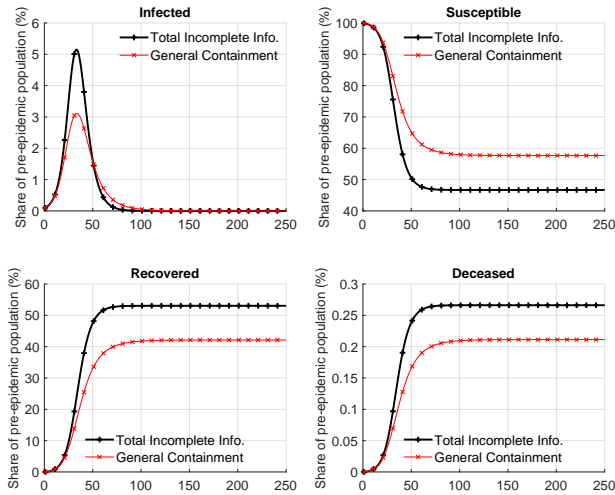 Infected
Share of pre-epidemic population (%)
6
5
4
3
2
1
0
0 50 100 150 200 250
Total Incomplete Info.
General Containment
Susceptible
Share of pre-epidemic population (%)
100
90
80
70
60
50
40
0 50 100 150 200 250
Total Incomplete Info.
General Containment
Recovered
Share of pre-epidemic population (%)
60
50
40
30
20
10
0
0 50 100 150 200 250
Total Incomplete Info.
General Containment
Deceased
Share of pre-epidemic population (%)
0.3
0.25
0.2
0.15
0.1
0.05
0
0 50 100 150 200 250
Total Incomplete Info.
General Containment